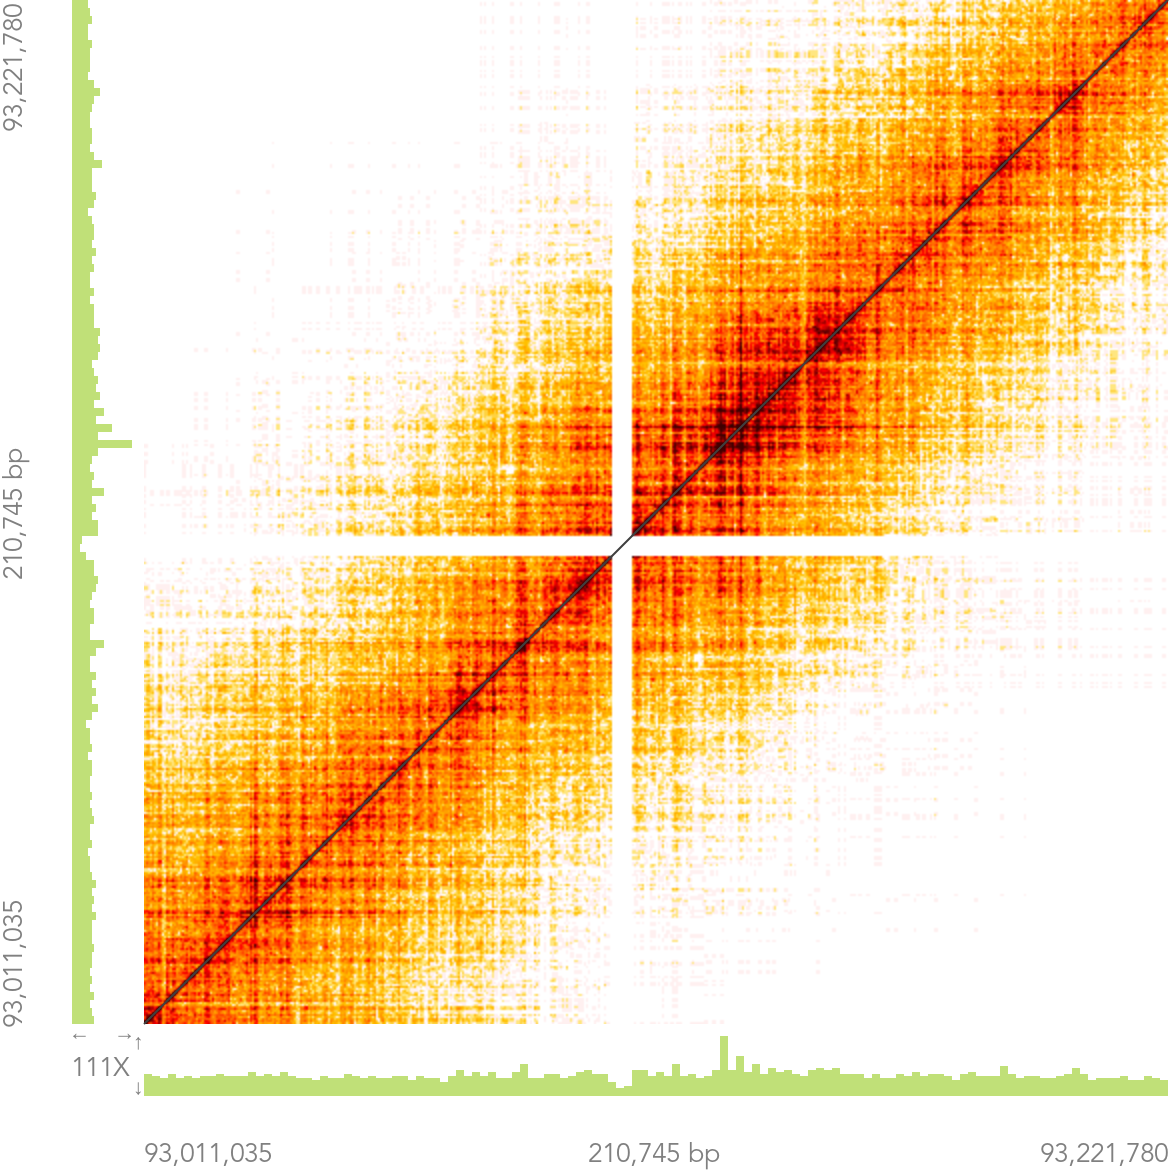 93,221,780
210,745 bp
93,011,035
← →
↑
111X
↓
93,011,035 210,745 bp 93,221,780